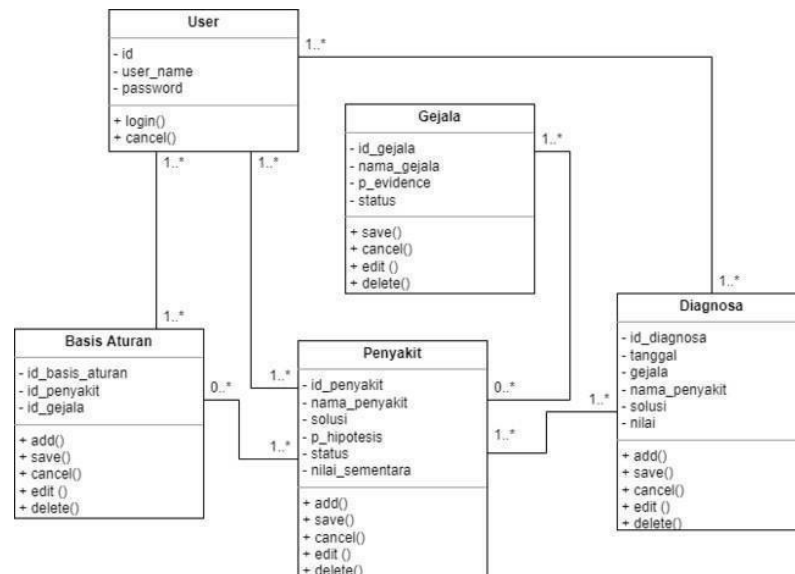 User
- id
- user_name
- password
+ login()
+ cancel()
1..*
1..*
1..*
Gejala
- id_gejala
- nama_gejala
- p_evidence
- status
+ save()
+ cancel()
+ edit ()
+ delete()
1..*
1..*
Diagnosa
- id_diagnosa
- tanggal
- gejala
- nama_penyakit
- solusi
- nilai
+ add()
+ save()
+ cancel()
+ edit ()
+ delete()
1..*
1..*
Basis Aturan
- id_basis_aturan
- id_penyakit
- id_gejala
+ add()
+ save()
+ cancel()
+ edit ()
+ delete()
0..*
1..*
1..*
Penyakit
- id_penyakit
- nama_penyakit
- solusi
- p_hipotesis
- status
- nilai_sementara
+ add()
+ save()
+ cancel()
+ edit ()
+ delete()
0..*
1..*